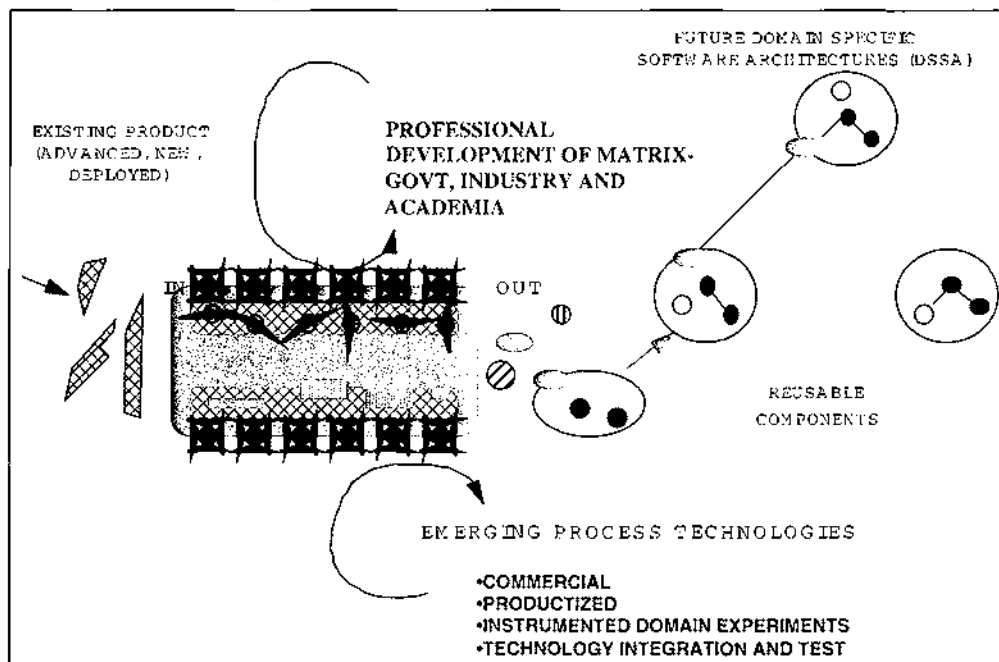 FUTURE DOMAIN SPECIFIC
SOFTWARE ARCHITECTURES (DSSA)
EXISTING PRODUCT
(ADVANCED, NEW,
DEPLOYED)
PROFESSIONAL
DEVELOPMENT OF MATRIX-
GOVT, INDUSTRY AND
ACADEMIA
IN
OUT
REUSABLE
COMPONENTS
EMERGING PROCESS TECHNOLOGIES
•COMMERCIAL
•PRODUCTIZED
•INSTRUMENTED DOMAIN EXPERIMENTS
•TECHNOLOGY INTEGRATION AND TEST